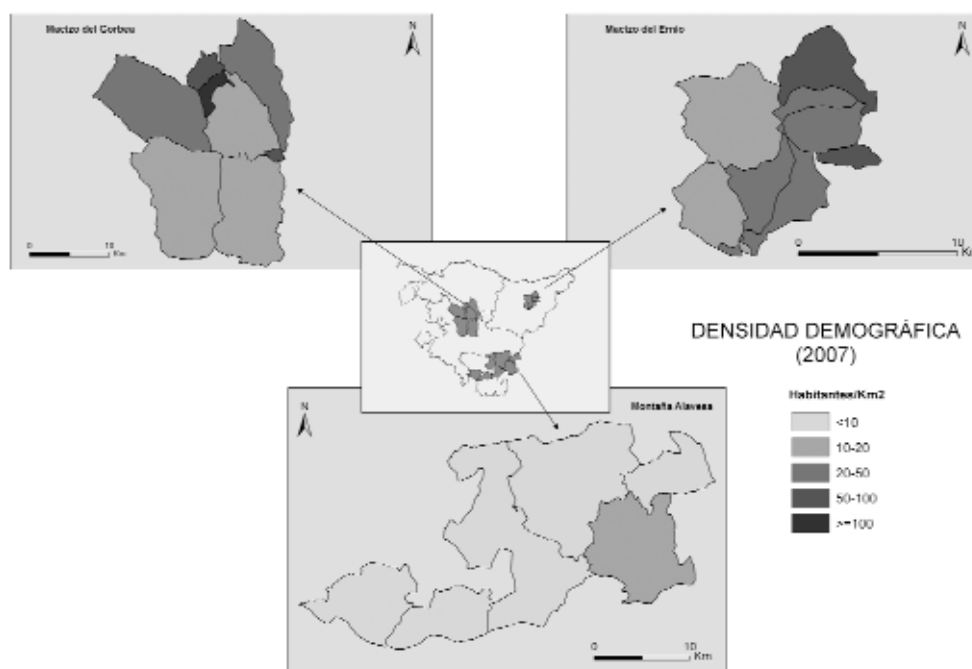 Macizo del Gorbea
N
0 10
Km
Macizo del Ernio
N
0 10
Km
DENSIDAD DEMOGRÁFICA
(2007)
Habitantes/Km2
<10
10-20
20-50
50-100
>=100
Montaña Alavesa
N
0 10
Km